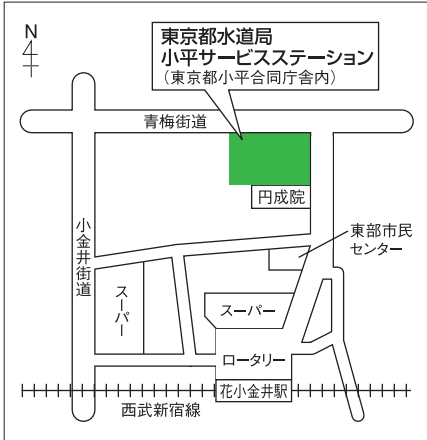 N
東京都水道局
小平サービスステーション
（東京都小平合同庁舎内）
青梅街道
円成院
小金井街道
東部市民
センター
スーパー
スーパー
ロータリー
花小金井駅
西武新宿線